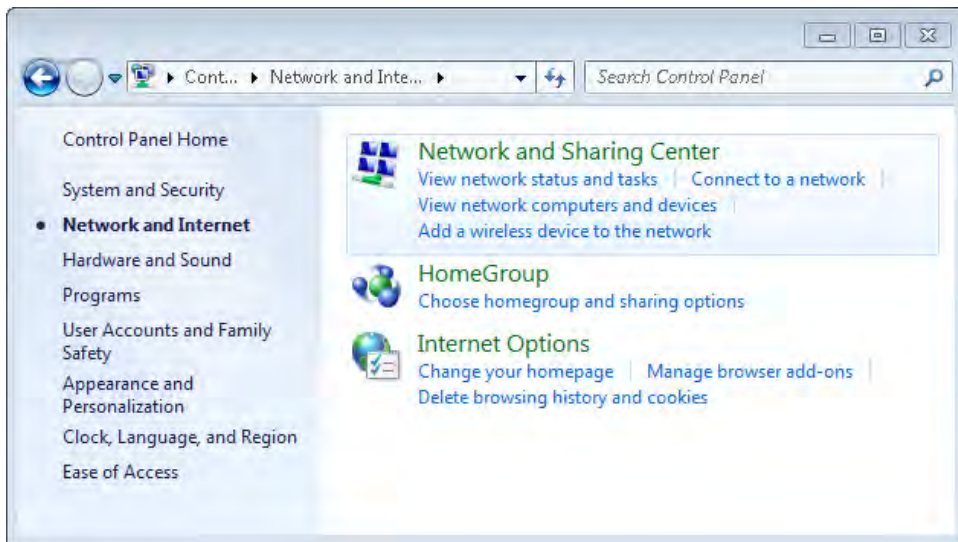 Cont... Network and Inte... Search Control Panel
Control Panel Home
System and Security
Network and Internet
Hardware and Sound
Programs
User Accounts and Family
Safety
Appearance and
Personalization
Clock, Language, and Region
Ease of Access
Network and Sharing Center
View network status and tasks Connect to a network
View network computers and devices
Add a wireless device to the network
HomeGroup
Choose homegroup and sharing options
Internet Options
Change your homepage Manage browser add-ons
Delete browsing history and cookies